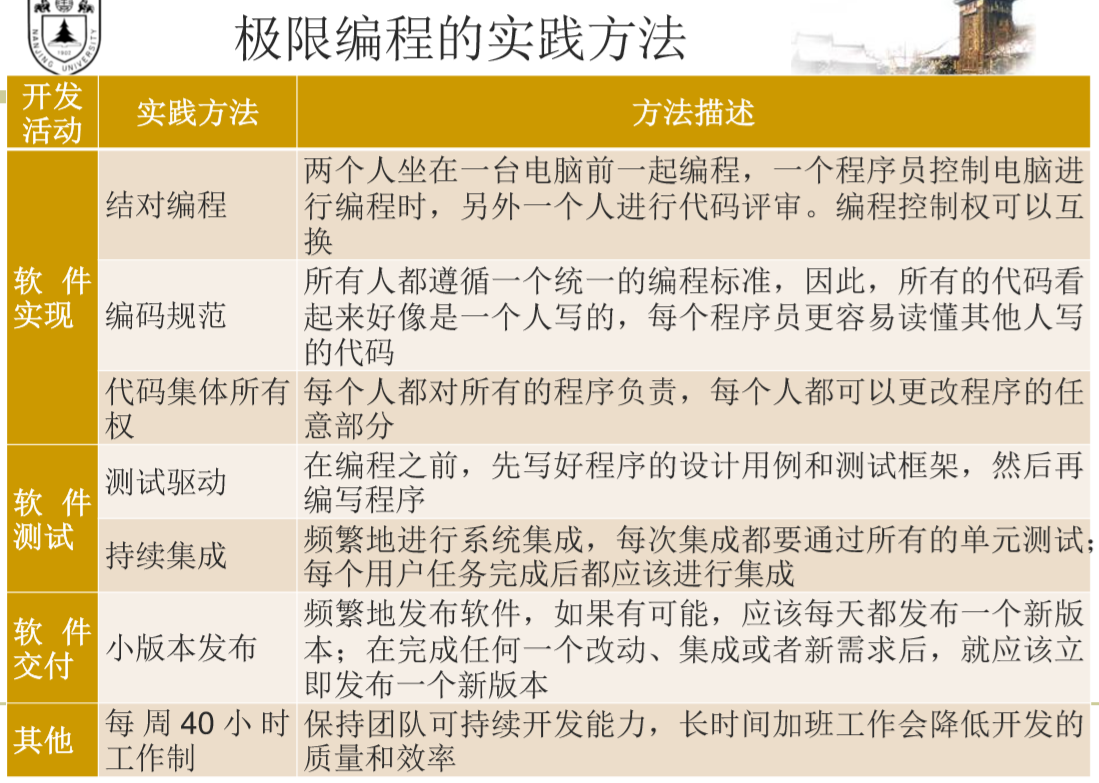 极限编程的实践方法
NANJING UNIVERSITY
1902
开发
活动
实践方法
方法描述
软件
实现
结对编程
两个人坐在一台电脑前一起编程，一个程序员控制电脑进
行编程时，另外一个人进行代码评审。编程控制权可以互
换
编码规范
所有人都遵循一个统一的编程标准，因此，所有的代码看
起来好像是一个人写的，每个程序员更容易读懂其他人写
的代码
代码集体所有
权
每个人都对所有的程序负责，每个人都可以更改程序的任
意部分
软件
测试
测试驱动
在编程之前，先写好程序的设计用例和测试框架，然后再
编写程序
持续集成
频繁地进行系统集成，每次集成都要通过所有的单元测试；
每个用户任务完成后都应该进行集成
软件
交付
小版本发布
频繁地发布软件，如果有可能，应该每天都发布一个新版
本；在完成任何一个改动、集成或者新需求后，就应该立
即发布一个新版本
其他
每周40小时
工作制
保持团队可持续开发能力，长时间加班工作会降低开发的
质量和效率